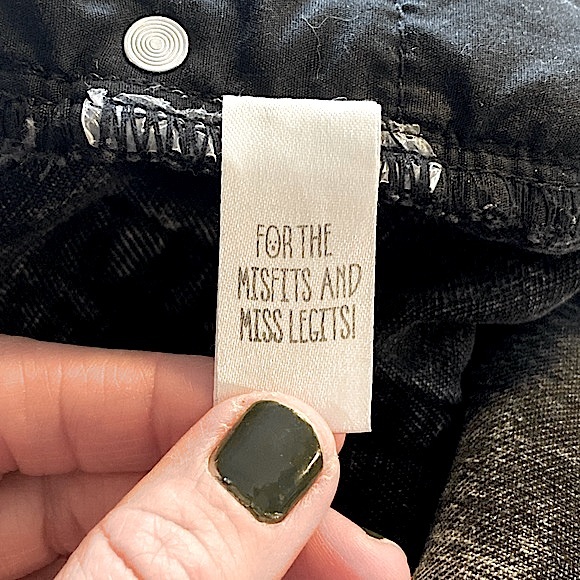 FOR THE
MISFITS AND
MISS LEGITS!